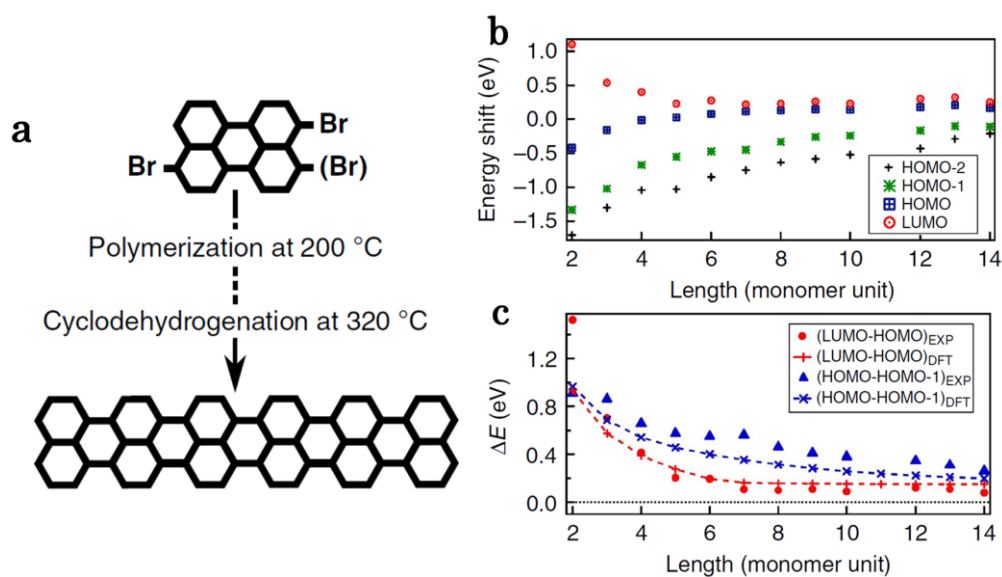 a
Br
Br
(Br)
Polymerization at 200 °C
Cyclodehydrogenation at 320 °C
b
Energy shift (eV)
1.0
0.5
0.0
−0.5
−1.0
−1.5
HOMO-2
HOMO-1
HOMO
LUMO
2 4 6 8 10 12 14
Length (monomer unit)
c
ΔE (eV)
1.2
0.8
0.4
0.0
(LUMO-HOMO)EXP
(LUMO-HOMO)DFT
(HOMO-HOMO-1)EXP
(HOMO-HOMO-1)DFT
2 4 6 8 10 12 14
Length (monomer unit)